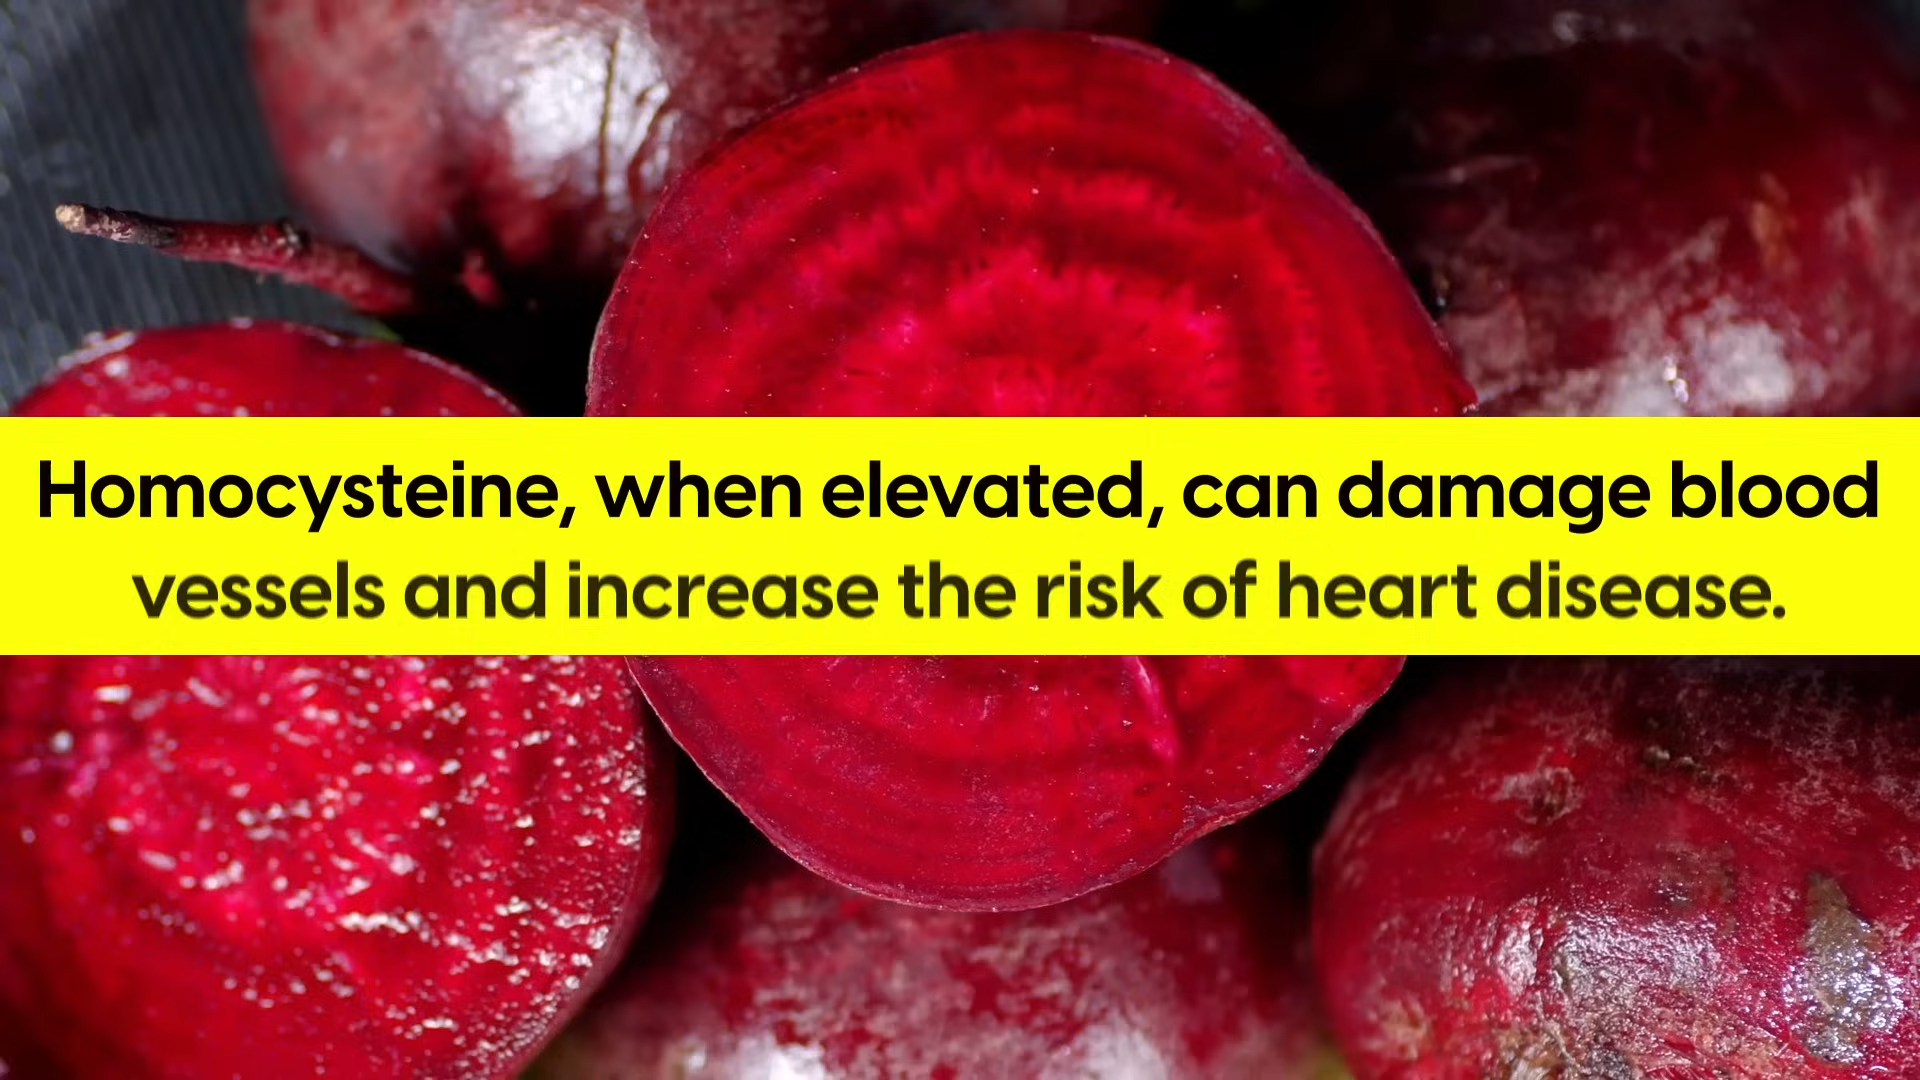 Homocysteine, when elevated, can damage blood
vessels and increase the risk of heart disease.